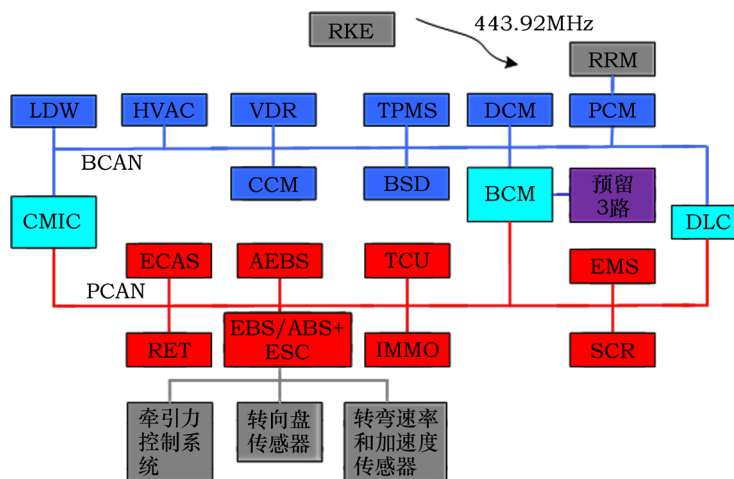 RKE
443.92MHz
RRM
LDW
HVAC
VDR
TPMS
DCM
PCM
BCAN
CCM
BSD
BCM
预留
3路
CMIC
DLC
ECAS
AEBS
TCU
EMS
PCAN
RET
EBS/ABS+
ESC
IMMO
SCR
牵引力
控制系
统
转向盘
传感器
转弯速率
和加速度
传感器